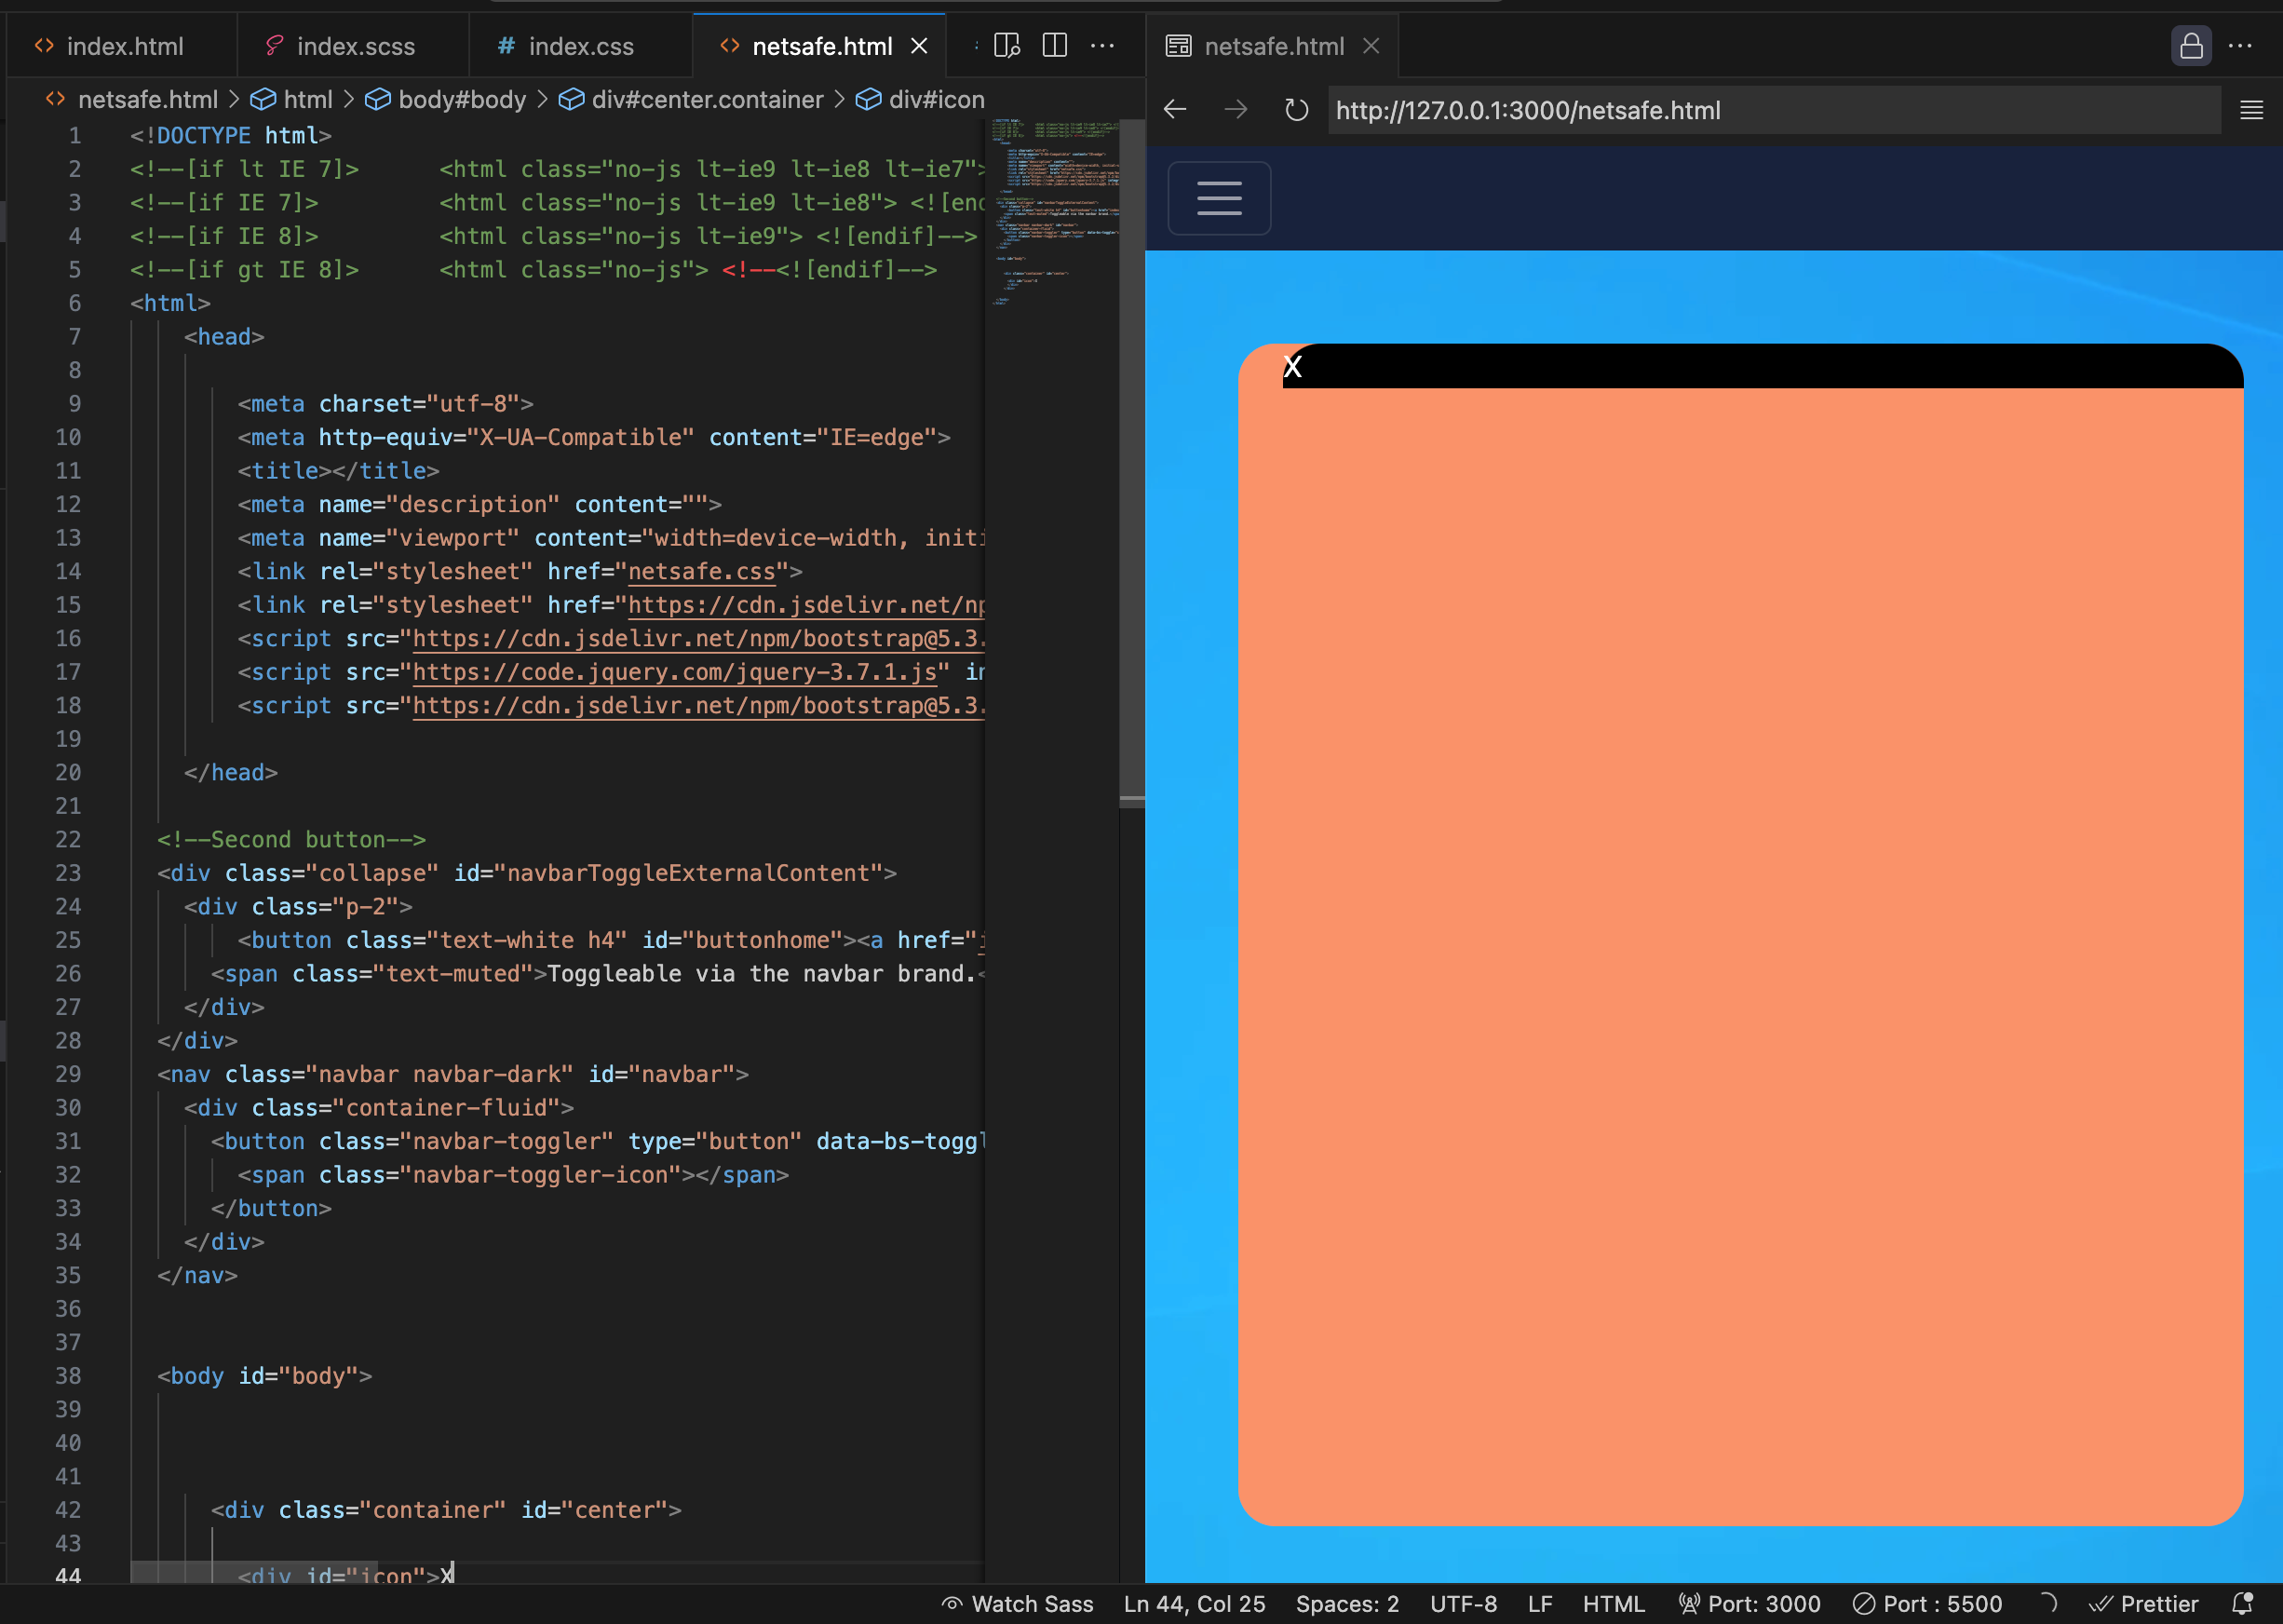 index.html
index.scss
# index.css
netsafe.html
netsafe.html
netsafe.html > html > body#body > div#center.container > div#icon
http://127.0.0.1:3000/netsafe.html
1 <!DOCTYPE html>
2 <!--[if lt IE 7]>      <html class="no-js lt-ie9 lt-ie8 lt-ie7">
3 <!--[if IE 7]>         <html class="no-js lt-ie9 lt-ie8"> <![end
4 <!--[if IE 8]>         <html class="no-js lt-ie9"> <![endif]-->
5 <!--[if gt IE 8]>      <html class="no-js"> <!--<![endif]-->
6 <html>
7 <head>
8
9 <meta charset="utf-8">
10 <meta http-equiv="X-UA-Compatible" content="IE=edge">
11 <title></title>
12 <meta name="description" content="">
13 <meta name="viewport" content="width=device-width, initi
14 <link rel="stylesheet" href="netsafe.css">
15 <link rel="stylesheet" href="https://cdn.jsdelivr.net/np
16 <script src="https://cdn.jsdelivr.net/npm/bootstrap@5.3.
17 <script src="https://code.jquery.com/jquery-3.7.1.js" in
18 <script src="https://cdn.jsdelivr.net/npm/bootstrap@5.3.
19
20 </head>
21
22 <!--Second button-->
23 <div class="collapse" id="navbarToggleExternalContent">
24 <div class="p-2">
25 <button class="text-white h4" id="buttonhome"><a href="i
26 <span class="text-muted">Toggleable via the navbar brand.<
27 </div>
28 </div>
29 <nav class="navbar navbar-dark" id="navbar">
30 <div class="container-fluid">
31 <button class="navbar-toggler" type="button" data-bs-toggl
32 <span class="navbar-toggler-icon"></span>
33 </button>
34 </div>
35 </nav>
36
37
38 <body id="body">
39
40
41
42 <div class="container" id="center">
43
44 <div id="icon">X
X
Watch Sass Ln 44, Col 25 Spaces: 2 UTF-8 LF HTML Port: 3000 Port : 5500 Prettier